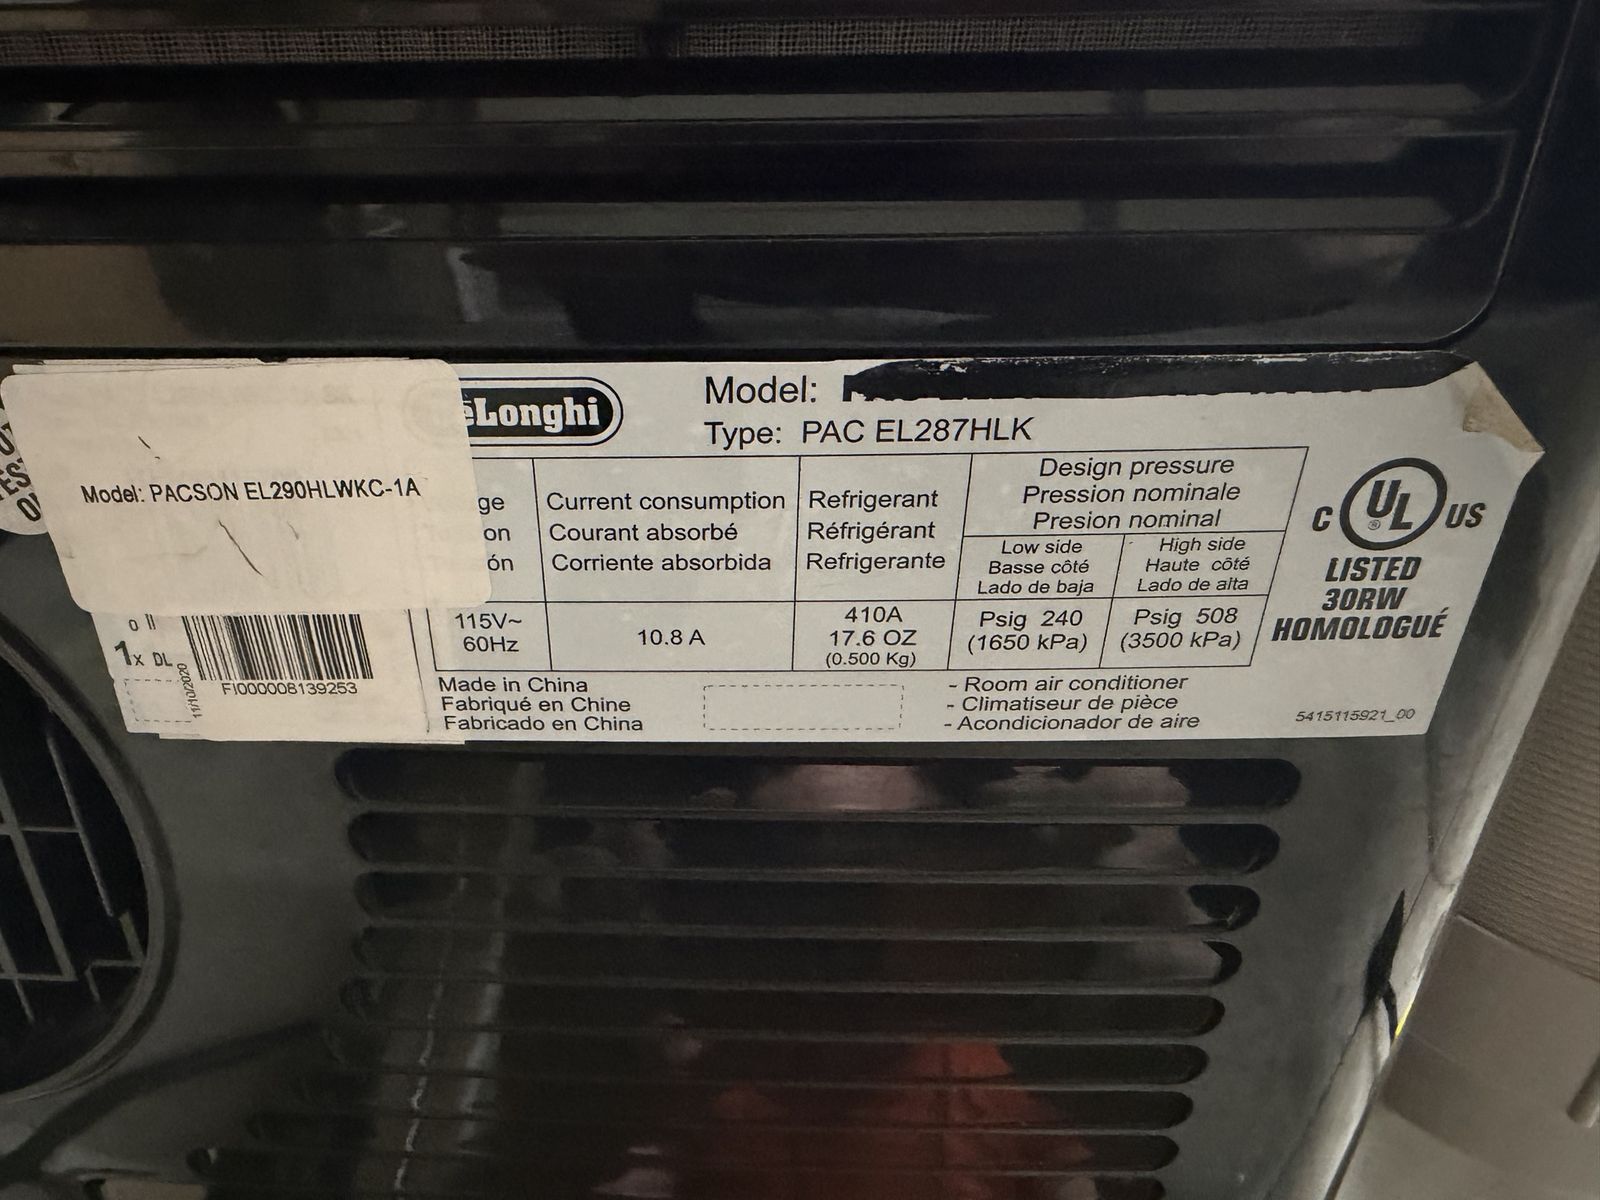 Model: PACSON EL290HLWKC-1A
1x DL
11/10/2020
FI000008139253
DēLonghi
Model:
Type: PAC EL287HLK
Current consumption
Courant absorbé
Corriente absorbida
Refrigerant
Réfrigérant
Refrigerante
Design pressure
Pression nominale
Presion nominal
Low side
Basse côté
Lado de baja
High side
Haute côté
Lado de alta
115V~
60Hz
10.8 A
410A
17.6 OZ
(0.500 Kg)
Psig 240
(1650 kPa)
Psig 508
(3500 kPa)
Made in China
Fabriqué en Chine
Fabricado en China
- Room air conditioner
- Climatiseur de pièce
- Acondicionador de aire
5415115921_00
C UL ® US
LISTED
30RW
HOMOLOGUÉ